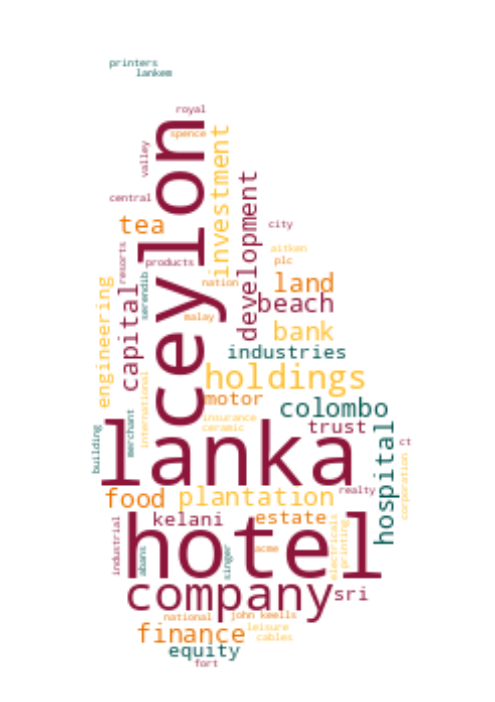 printers
lankem
royal
spence
ceylon
investment
valley
central
development
tea
city
aitken
plc
resorts
products
serendib
nation
land
capital
engineering
beach
malay
bank
industries
holdings
international
motor
colombo
merchant
insurance
ceramic
trust
building
lanka
hospital
ct
corporation
food
plantation
realty
kelani
estate
industrial
hotel
electricals
printing
abans
singer
acme
company
sri
national
john keells
finance
leisure
cables
equity
fort